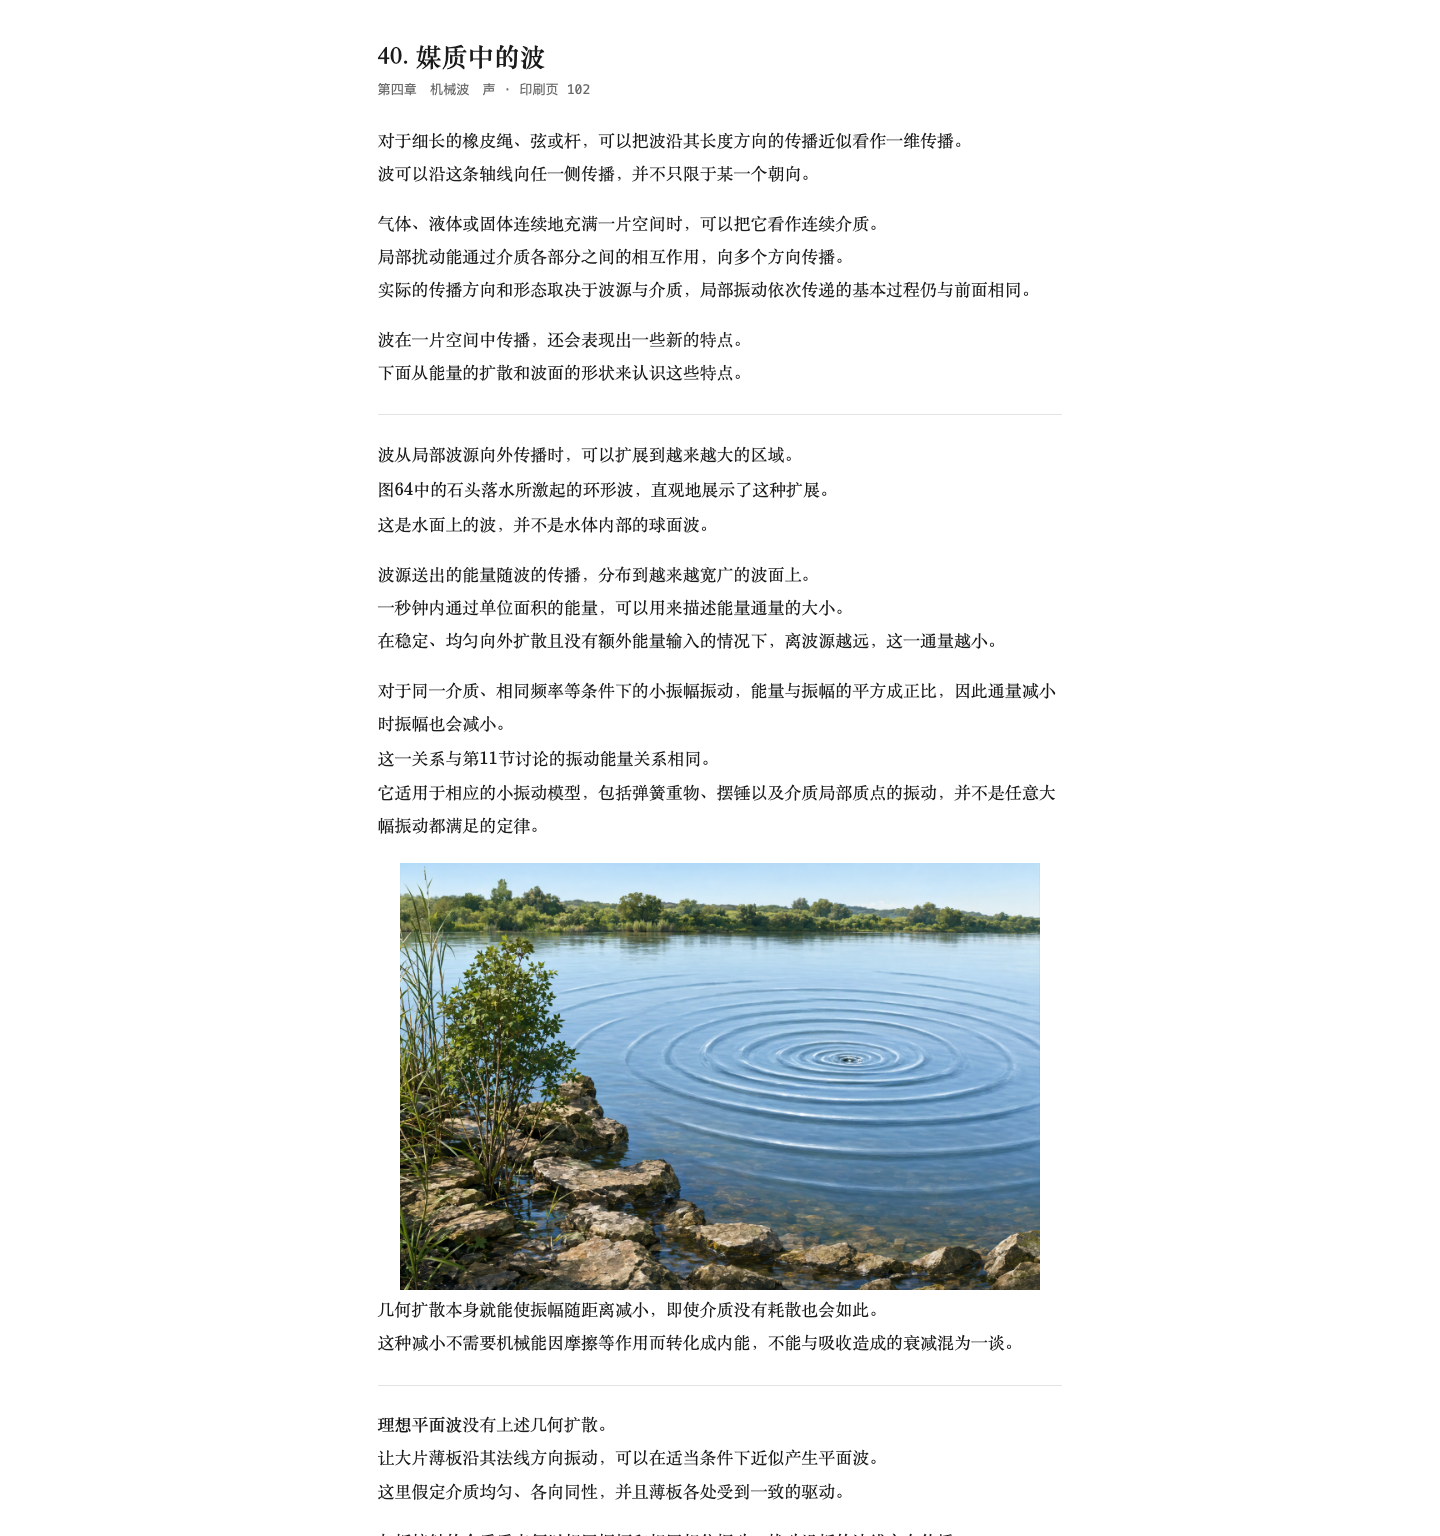 40. 媒质中的波
第四章 机械波 声 · 印刷页 102
对于细长的橡皮绳、弦或杆，可以把波沿其长度方向的传播近似看作一维传播。
波可以沿这条轴线向任一侧传播，并不只限于某一个朝向。
气体、液体或固体连续地充满一片空间时，可以把它看作连续介质。
局部扰动能通过介质各部分之间的相互作用，向多个方向传播。
实际的传播方向和形态取决于波源与介质，局部振动依次传递的基本过程仍与前面相同。
波在一片空间中传播，还会表现出一些新的特点。
下面从能量的扩散和波面的形状来认识这些特点。
波从局部波源向外传播时，可以扩展到越来越大的区域。
图64中的石头落水所激起的环形波，直观地展示了这种扩展。
这是水面上的波，并不是水体内部的球面波。
波源送出的能量随波的传播，分布到越来越宽广的波面上。
一秒钟内通过单位面积的能量，可以用来描述能量通量的大小。
在稳定、均匀向外扩散且没有额外能量输入的情况下，离波源越远，这一通量越小。
对于同一介质、相同频率等条件下的小振幅振动，能量与振幅的平方成正比，因此通量减小
时振幅也会减小。
这一关系与第11节讨论的振动能量关系相同。
它适用于相应的小振动模型，包括弹簧重物、摆锤以及介质局部质点的振动，并不是任意大
幅振动都满足的定律。
几何扩散本身就能使振幅随距离减小，即使介质没有耗散也会如此。
这种减小不需要机械能因摩擦等作用而转化成内能，不能与吸收造成的衰减混为一谈。
理想平面波没有上述几何扩散。
让大片薄板沿其法线方向振动，可以在适当条件下近似产生平面波。
这里假定介质均匀、各向同性，并且薄板各处受到一致的驱动。